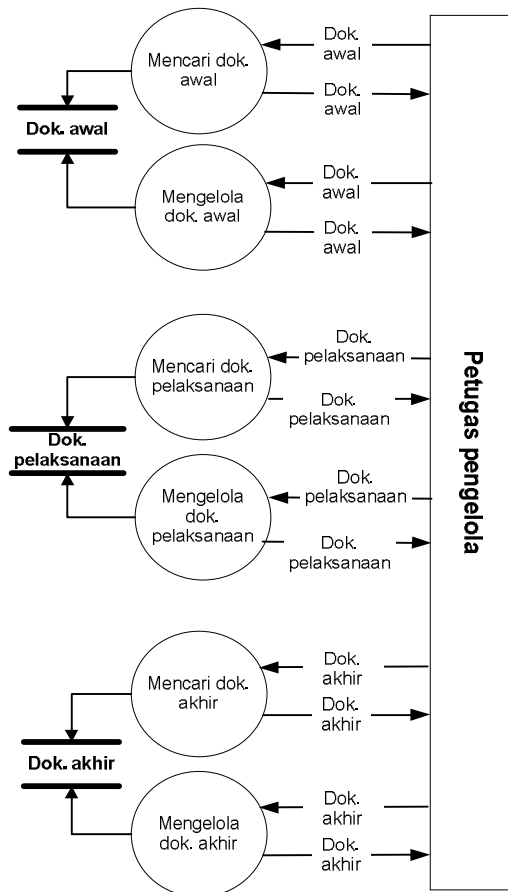 Mencari dok.
awal
Dok.
awal
Dok.
awal
Dok. awal
Mengelola
dok. awal
Dok.
awal
Dok.
awal
Mencari dok.
pelaksanaan
Dok.
pelaksanaan
Dok.
pelaksanaan
Dok.
pelaksanaan
Mengelola
dok.
pelaksanaan
Dok.
pelaksanaan
Dok.
pelaksanaan
Petugas pengelola
Mencari dok.
akhir
Dok.
akhir
Dok.
akhir
Dok. akhir
Mengelola
dok. akhir
Dok.
akhir
Dok.
akhir